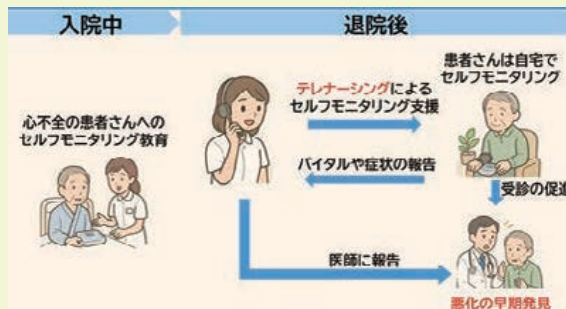 入院中
退院後
心不全の患者さんへの
セルフモニタリング教育
テレナーシングによる
セルフモニタリング支援
患者さんは自宅で
セルフモニタリング
バイタルや症状の報告
受診の促進
医師に報告
悪化の早期発見